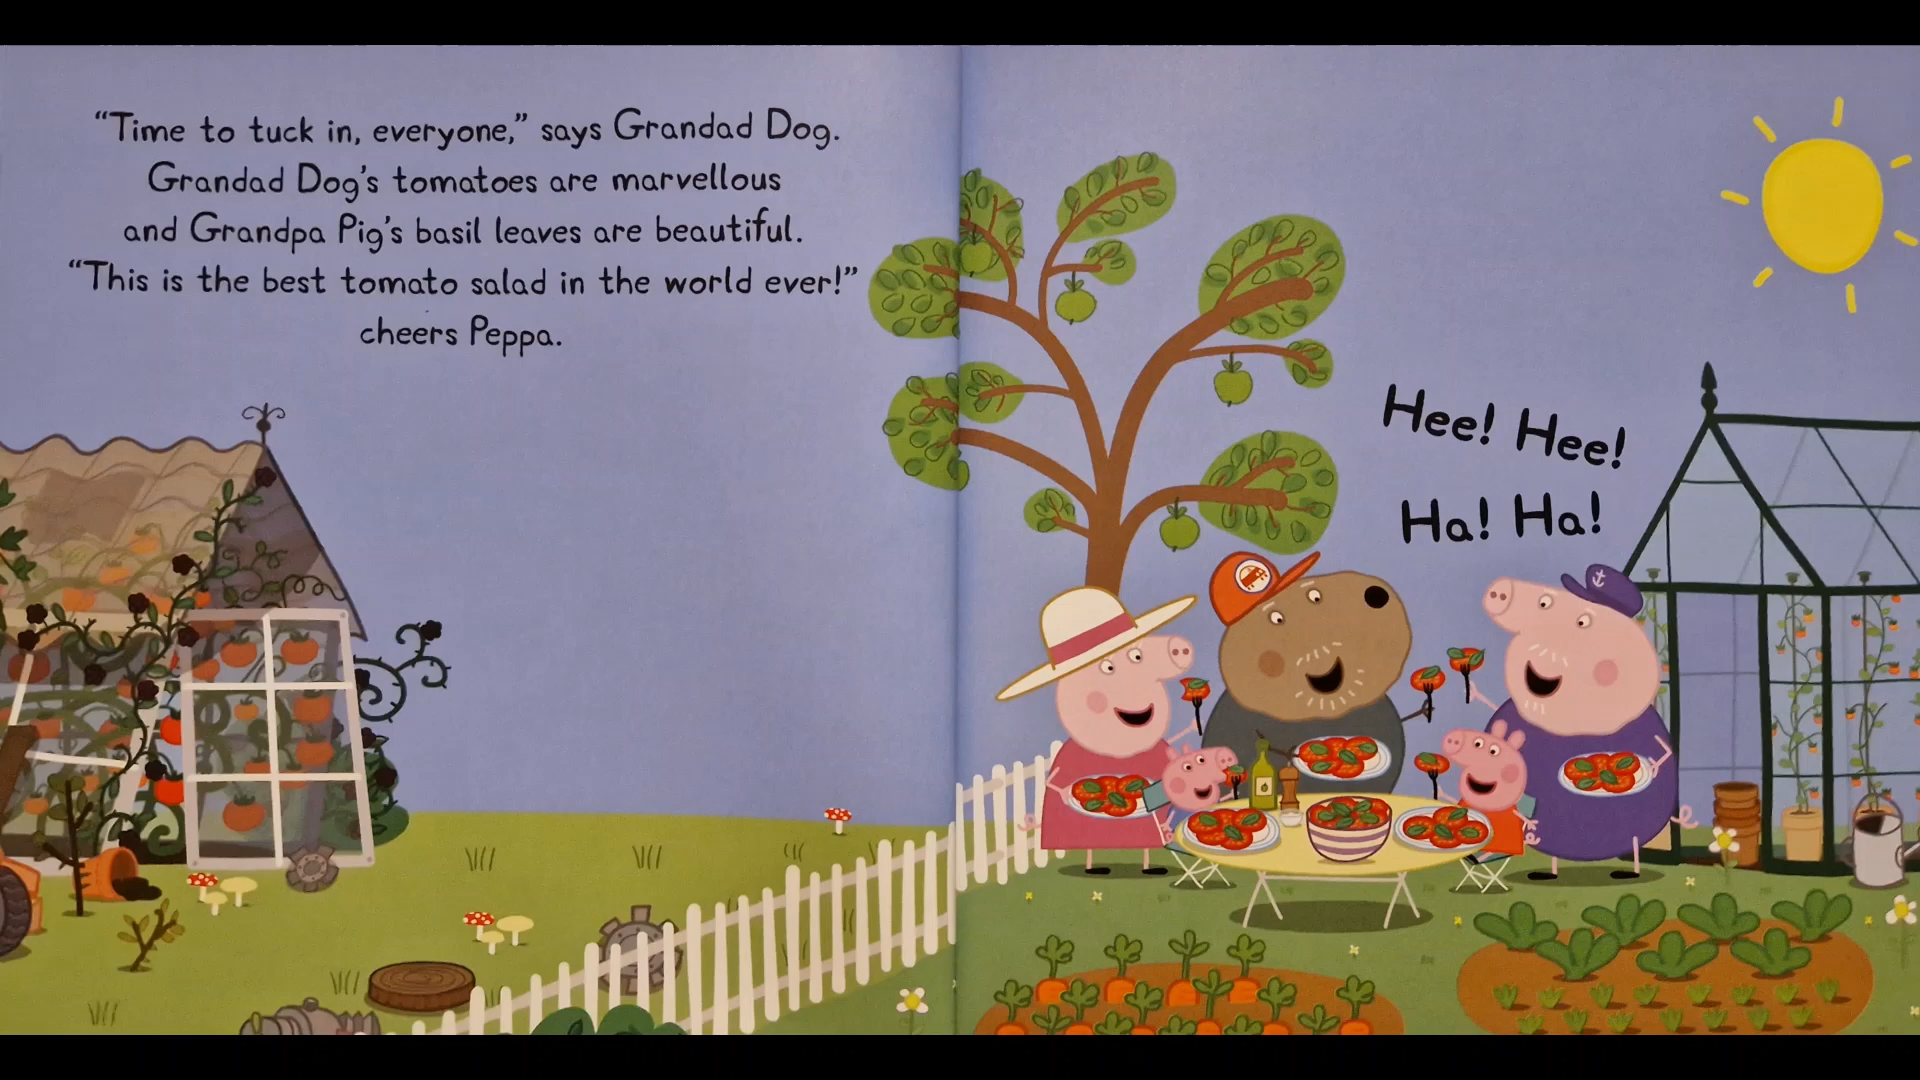 “Time to tuck in, everyone,” says Grandad Dog.
Grandad Dog’s tomatoes are marvellous
and Grandpa Pig’s basil leaves are beautiful.
“This is the best tomato salad in the world ever!”
cheers Peppa.
Hee! Hee!
Ha! Ha!